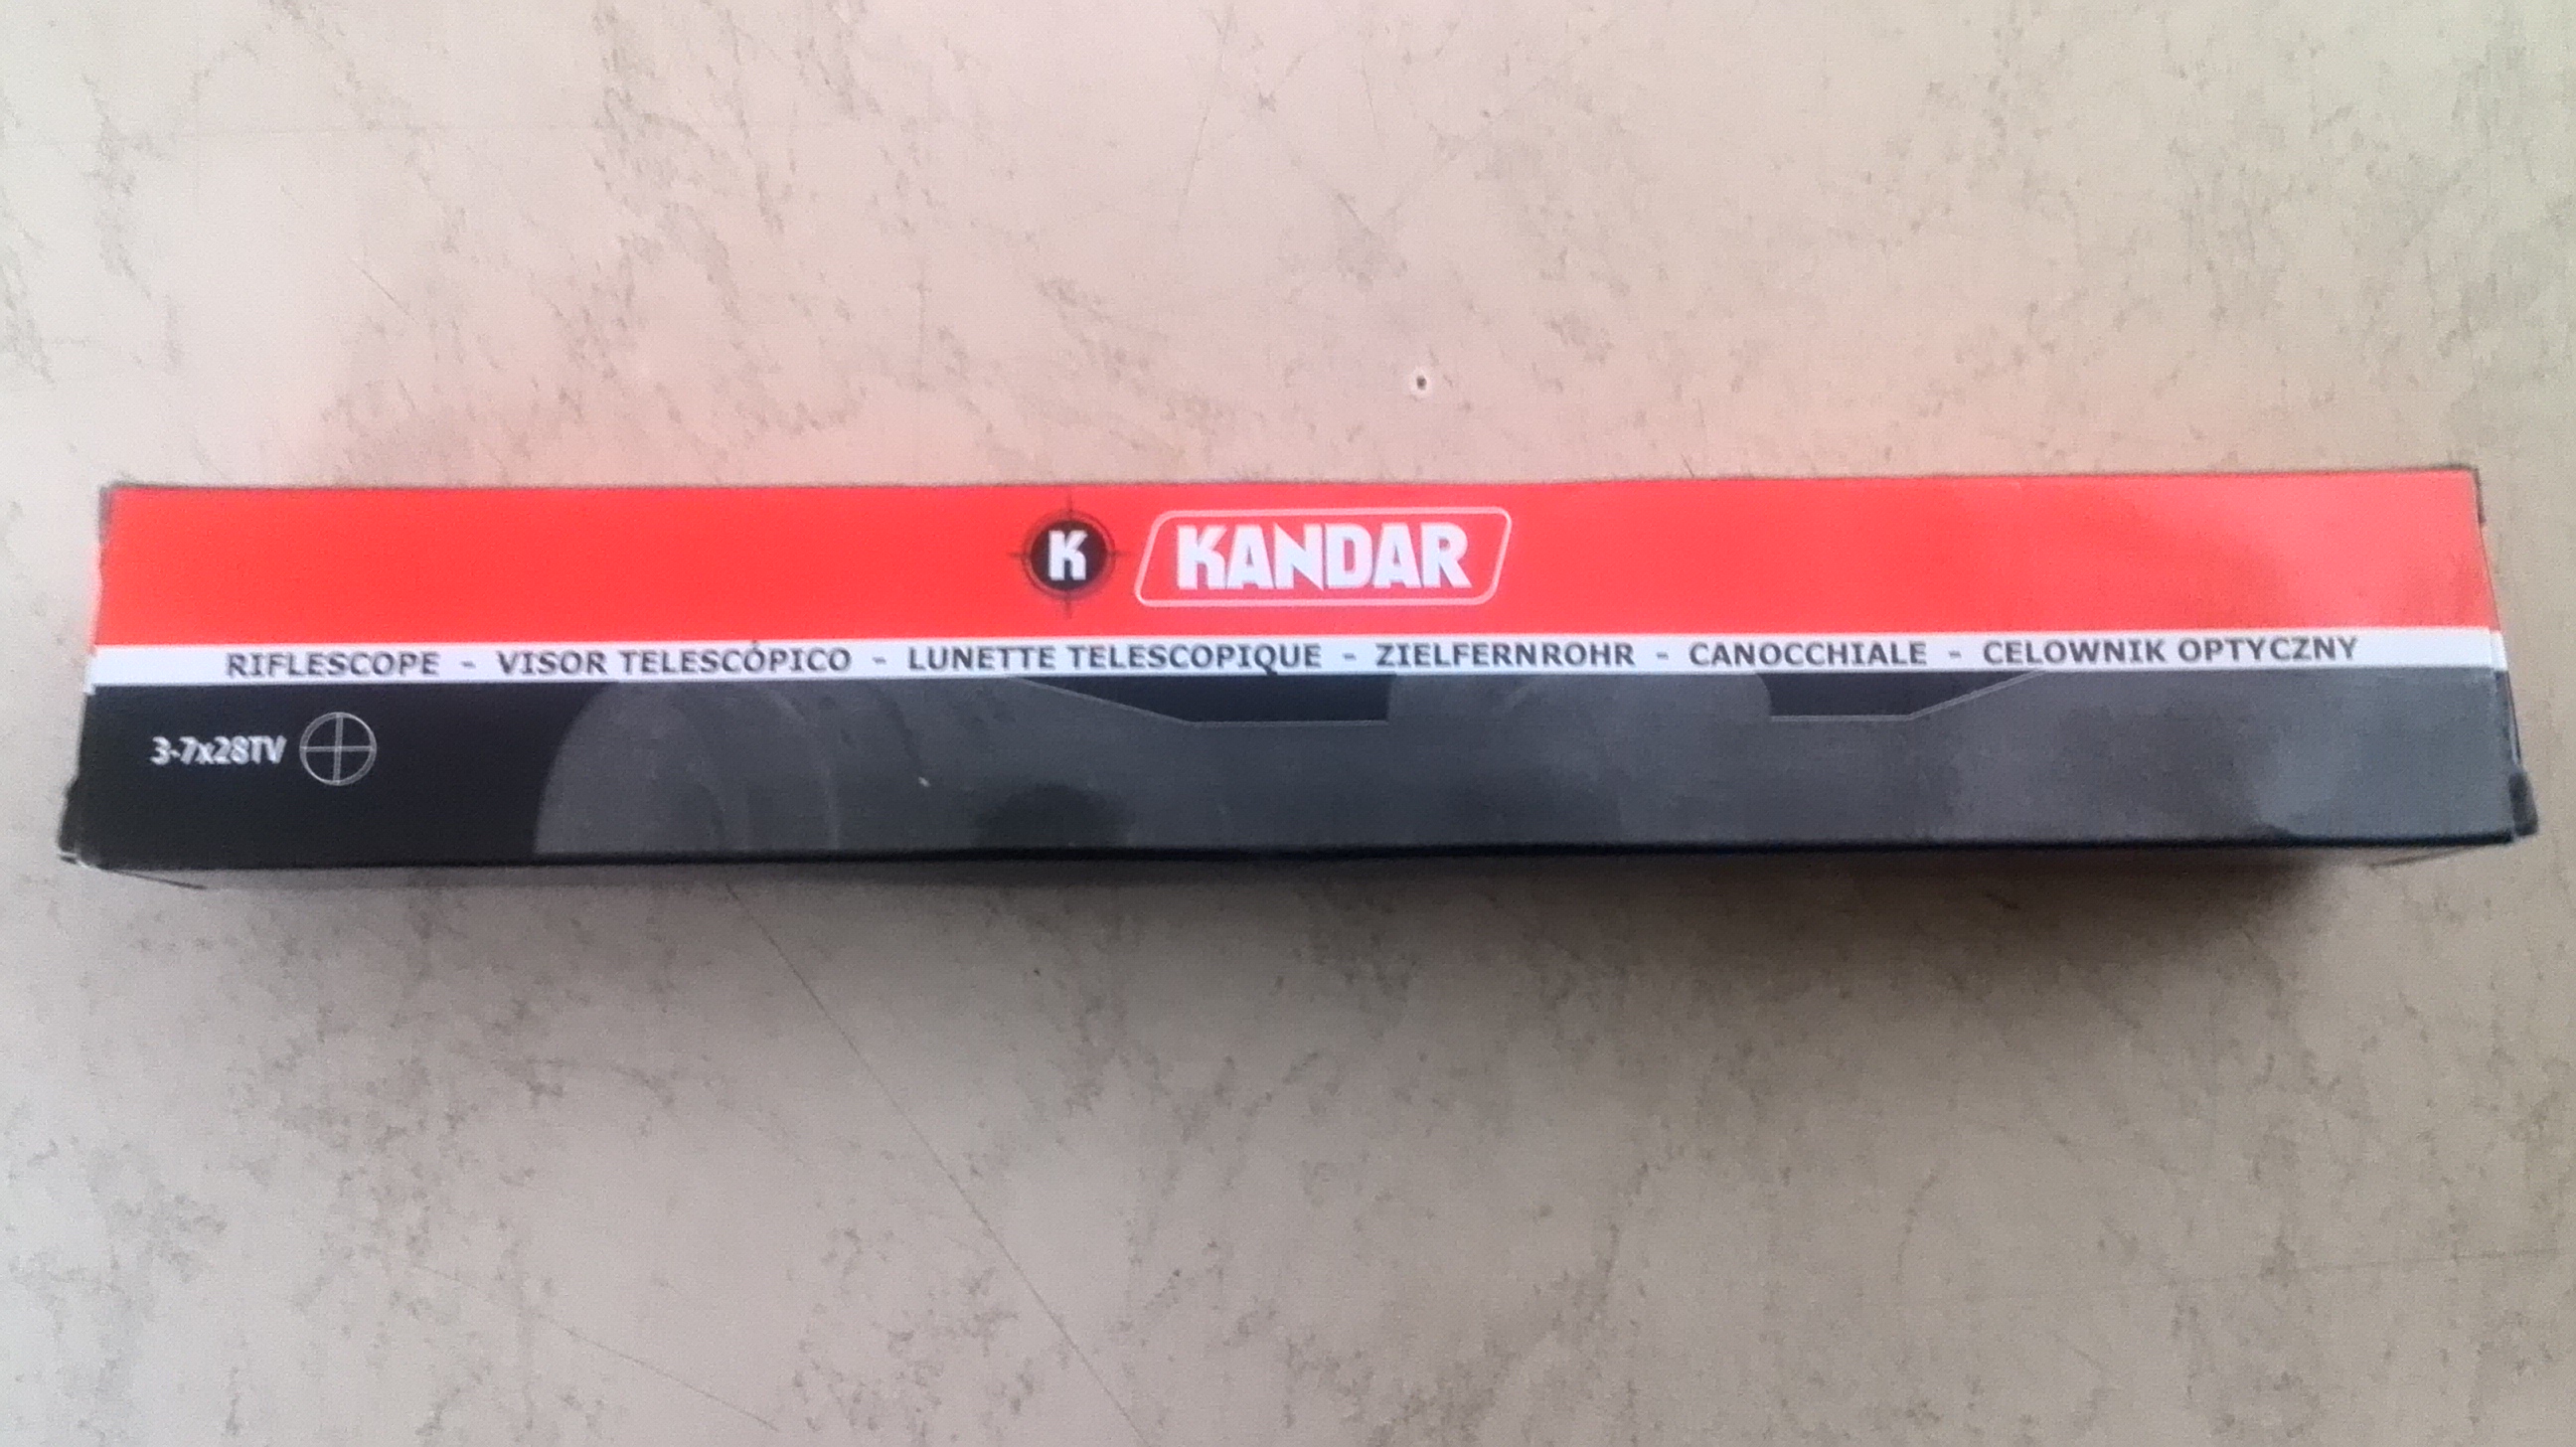 K KANDAR
RIFLESCOPE - VISOR TELESCÓPICO - LUNETTE TELESCOPIQUE - ZIELFERNROHR - CANOCCHIALE - CELOWNIK OPTYCZNY
3-7x28TV